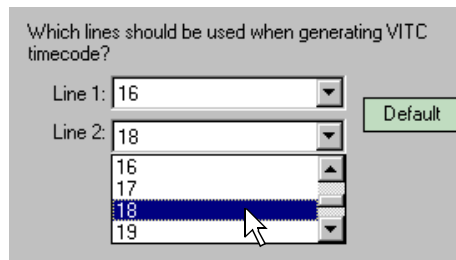 Which lines should be used when generating VITC
timecode?
Line 1: 16
Default
Line 2: 18
16
17
18
19